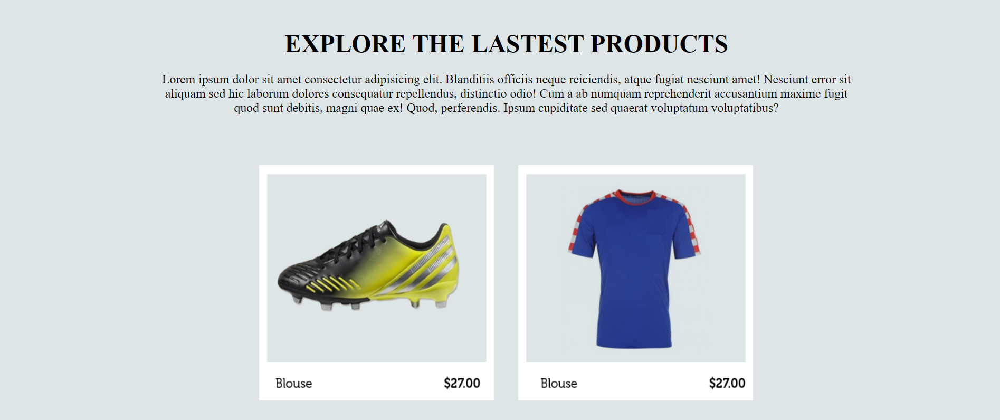 EXPLORE THE LASTEST PRODUCTS
Lorem ipsum dolor sit amet consectetur adipisicing elit. Blanditiis officiis neque reiciendis, atque fugiat nesciunt amet! Nesciunt error sit
aliquam sed hic laborum dolores consequatur repellendus, distinctio odio! Cum a ab numquam reprehenderit accusantium maxime fugit
quod sunt debitis, magni quae ex! Quod, perferendis. Ipsum cupiditate sed quaerat voluptatum voluptatibus?
Blouse $27.00
Blouse $27.00